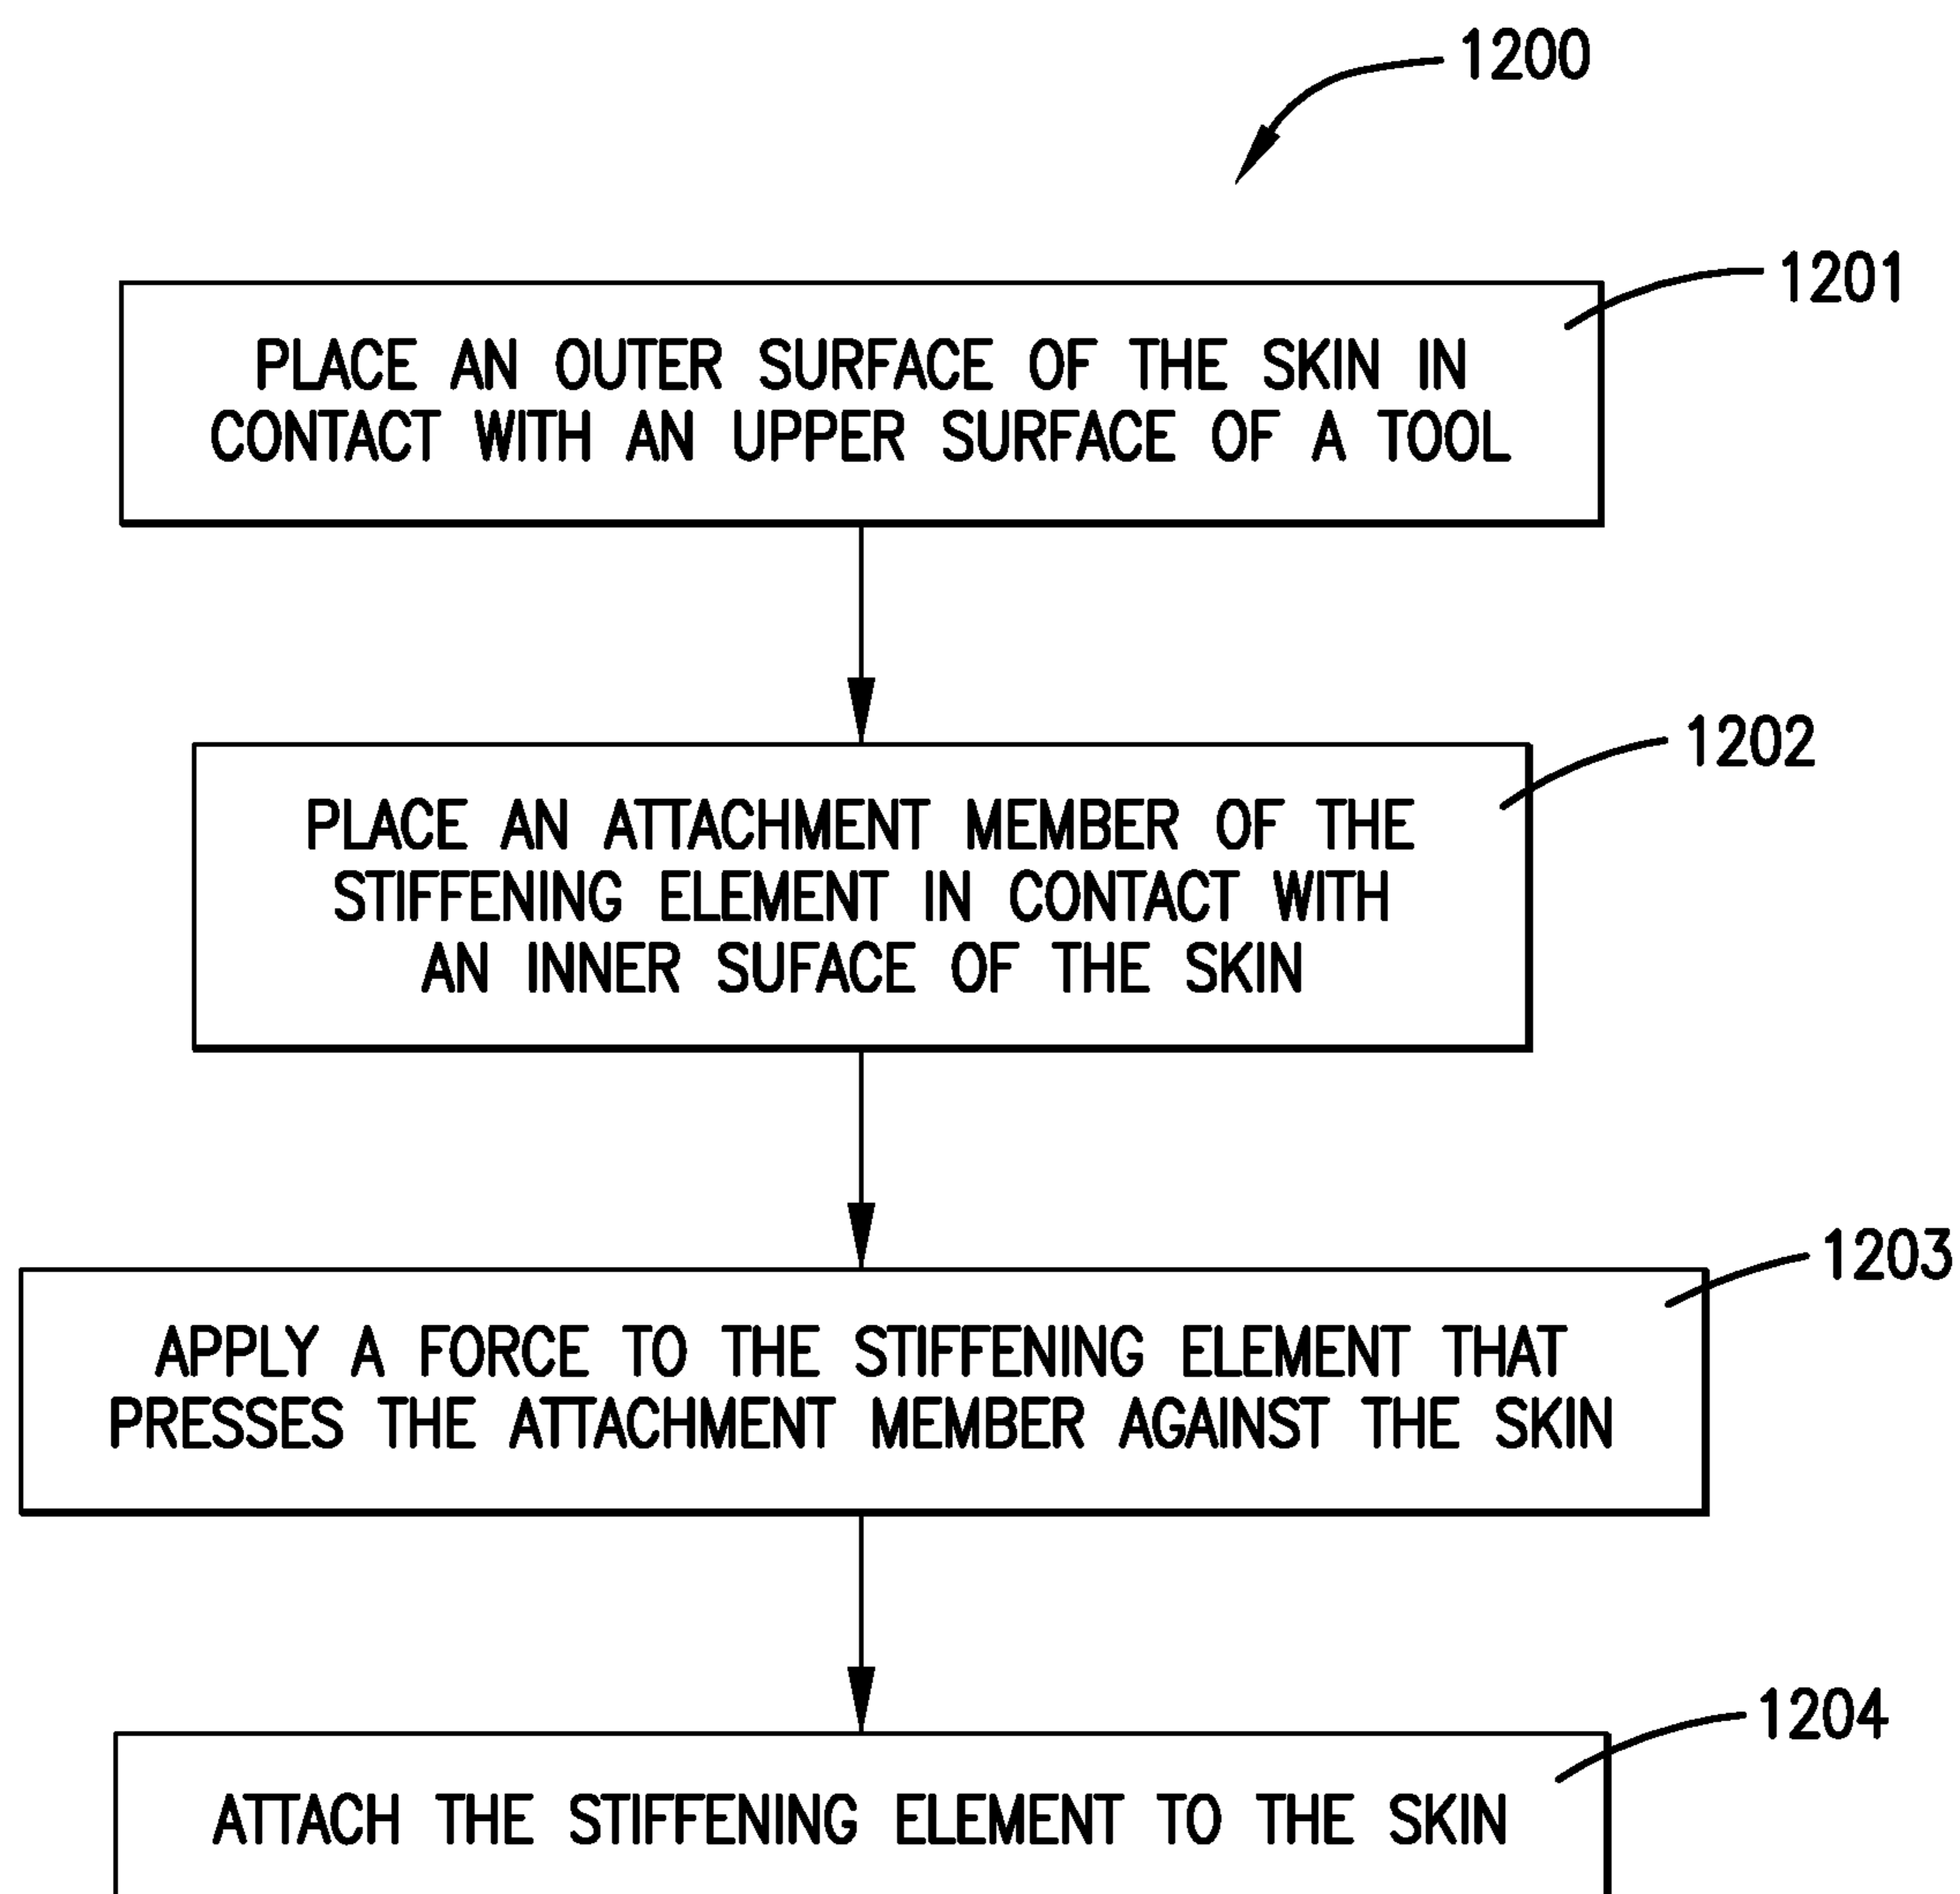 1200
1201
PLACE AN OUTER SURFACE OF THE SKIN IN
CONTACT WITH AN UPPER SURFACE OF A TOOL
1202
PLACE AN ATTACHMENT MEMBER OF THE
STIFFENING ELEMENT IN CONTACT WITH
AN INNER SUFACE OF THE SKIN
1203
APPLY A FORCE TO THE STIFFENING ELEMENT THAT
PRESSES THE ATTACHMENT MEMBER AGAINST THE SKIN
1204
ATTACH THE STIFFENING ELEMENT TO THE SKIN